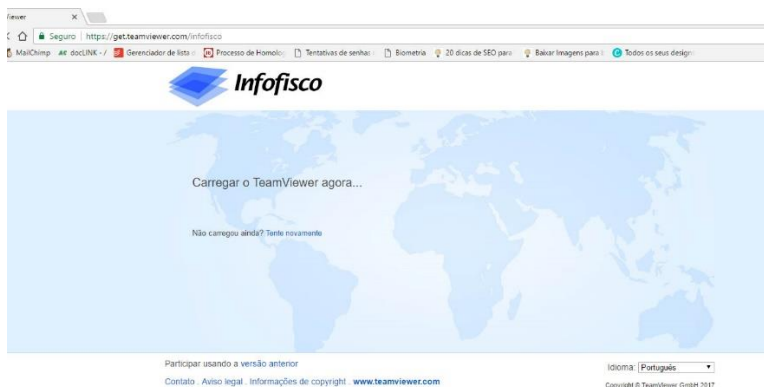 Viewer ×
Seguro | https://get.teamviewer.com/infofisco
MailChimp docLINK - / Gerenciador de lista Processo de Homolog Tentativas de senhas Biometria 20 dicas de SEO para Baixar Imagens para Todos os seus design
Infofisco
Carregar o TeamViewer agora...
Não carregou ainda? Tente novamente
Participar usando a versão anterior
Idioma: Português
Contato . Aviso legal . Informações de copyright . www.teamviewer.com
Copyright © TeamViewer GmbH 2017